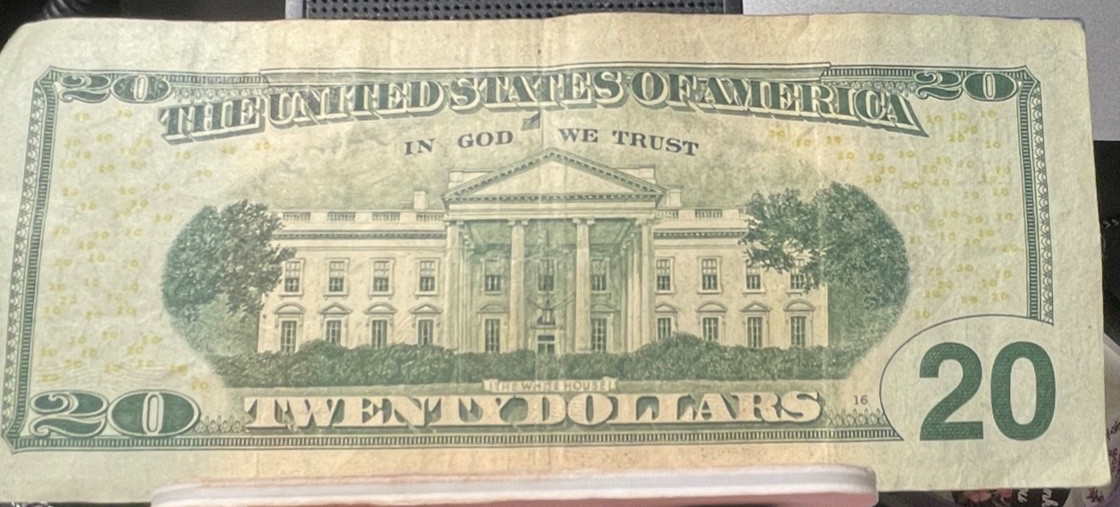 20 20
THE UNITED STATES OF AMERICA
IN GOD WE TRUST
THE WHITE HOUSE
20 TWENTY DOLLARS 16 20